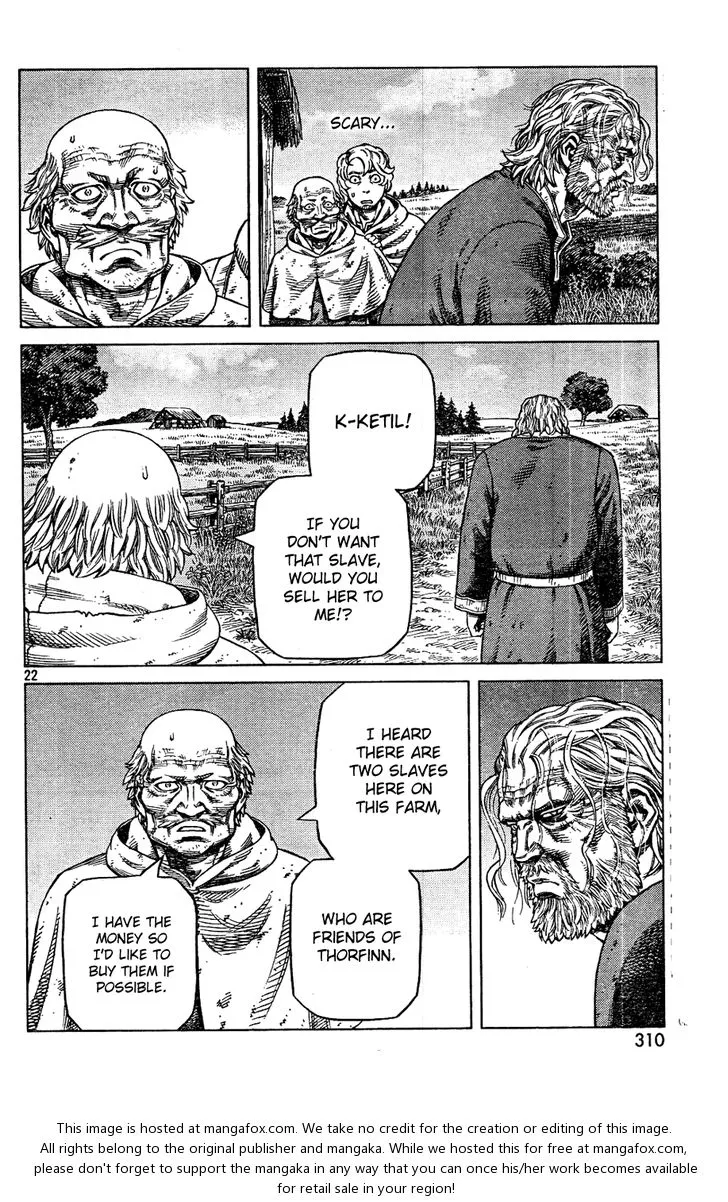 SCARY...
K-KETIL!
IF YOU
DON'T WANT
THAT SLAVE,
WOULD YOU
SELL HER TO
ME!?
22
I HEARD
THERE ARE
TWO SLAVES
HERE ON
THIS FARM,
WHO ARE
FRIENDS OF
THORFINN.
I HAVE THE
MONEY SO
I'D LIKE TO
BUY THEM IF
POSSIBLE.
310
This image is hosted at mangafox.com. We take no credit for the creation or editing of this image.
All rights belong to the original publisher and mangaka. While we hosted this for free at mangafox.com,
please don't forget to support the mangaka in any way that you can once his/her work becomes available
for retail sale in your region!